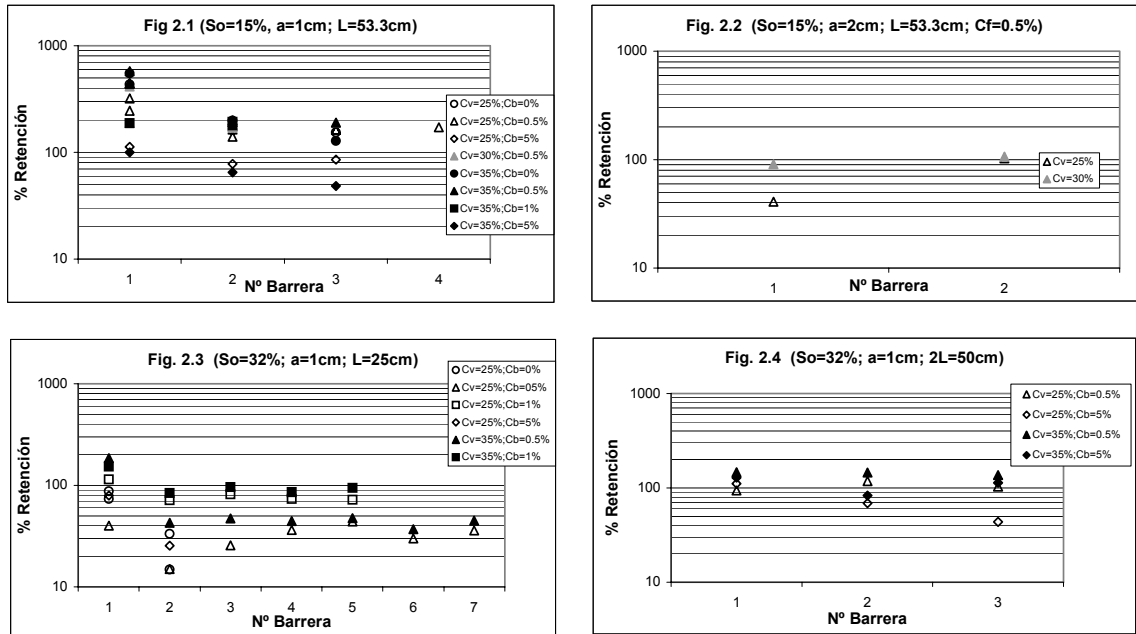 Fig 2.1 (So=15%, a=1cm; L=53.3cm)
1000
100
10
% Retención
1 2 3 4
Nº Barrera
Cv=25%;Cb=0%
Cv=25%;Cb=0.5%
Cv=25%;Cb=5%
Cv=30%;Cb=0.5%
Cv=35%;Cb=0%
Cv=35%;Cb=0.5%
Cv=35%;Cb=1%
Cv=35%;Cb=5%
Fig. 2.2 (So=15%; a=2cm; L=53.3cm; Cf=0.5%)
1000
100
10
% Retención
1 2
Nº Barrera
Cv=25%
Cv=30%
Fig. 2.3 (So=32%; a=1cm; L=25cm)
1000
100
10
% Retención
1 2 3 4 5 6 7
Nº Barrera
Cv=25%;Cb=0%
Cv=25%;Cb=05%
Cv=25%;Cb=1%
Cv=25%;Cb=5%
Cv=35%;Cb=0.5%
Cv=35%;Cb=1%
Fig. 2.4 (So=32%; a=1cm; 2L=50cm)
1000
100
10
% Retención
1 2 3
Nº Barrera
Cv=25%;Cb=0.5%
Cv=25%;Cb=5%
Cv=35%;Cb=0.5%
Cv=35%;Cb=5%